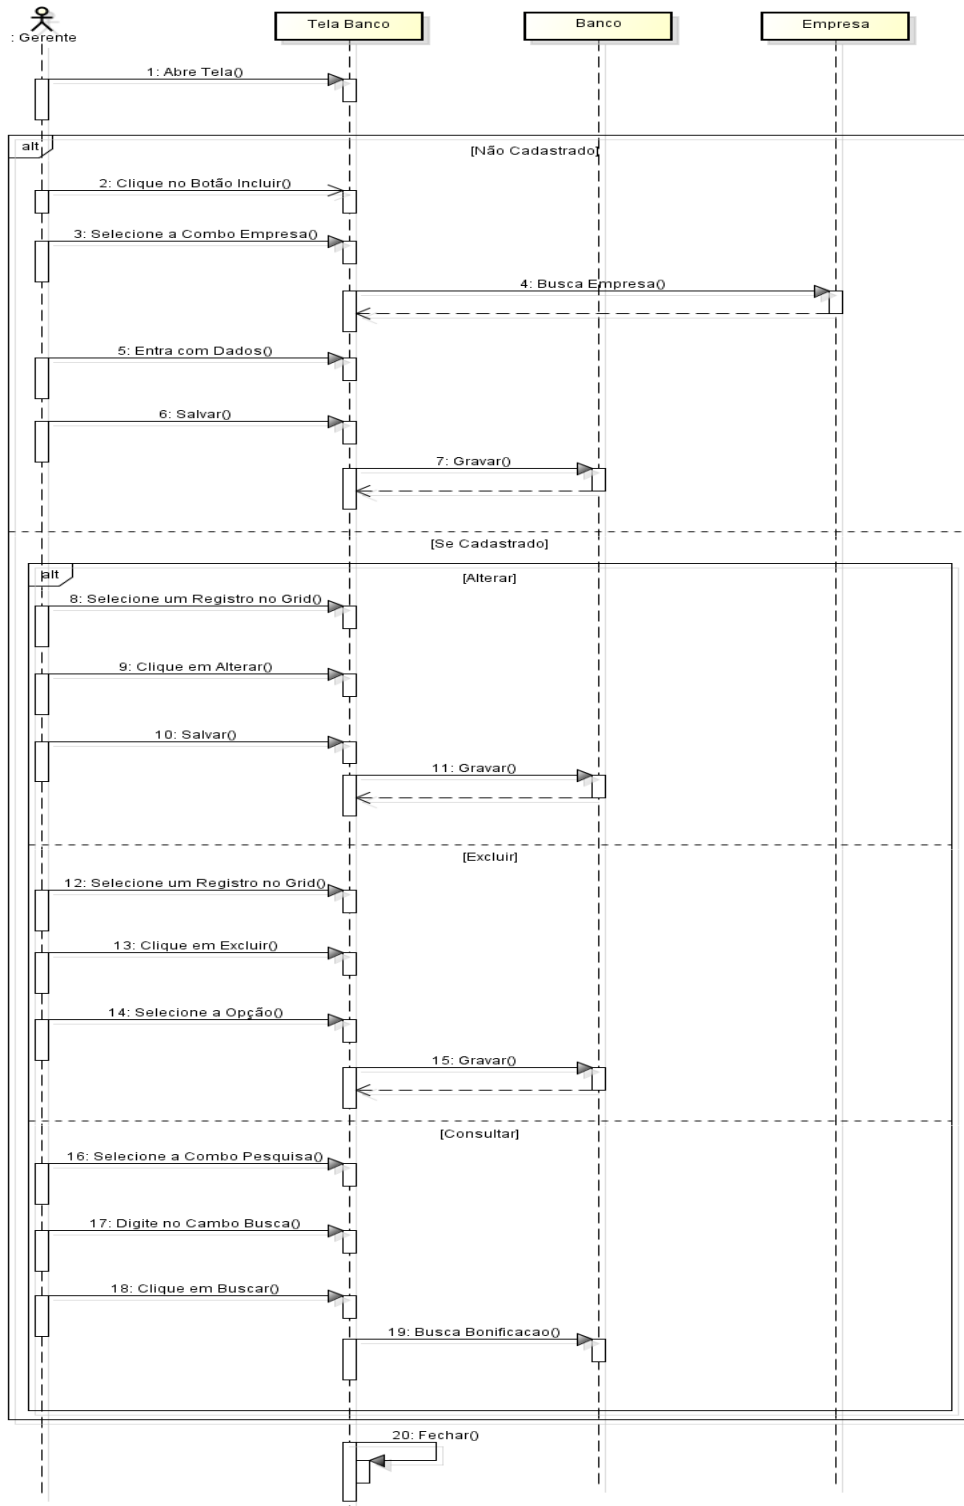 : Gerente
Tela Banco
Banco
Empresa
1: Abre Tela()
alt
[Não Cadastrado]
2: Clique no Botão Incluir()
3: Selecione a Combo Empresa()
4: Busca Empresa()
5: Entra com Dados()
6: Salvar()
7: Gravar()
[Se Cadastrado]
alt
[Alterar]
8: Selecione um Registro no Grid()
9: Clique em Alterar()
10: Salvar()
11: Gravar()
[Excluir]
12: Selecione um Registro no Grid()
13: Clique em Excluir()
14: Selecione a Opção()
15: Gravar()
[Consultar]
16: Selecione a Combo Pesquisa()
17: Digite no Cambo Busca()
18: Clique em Buscar()
19: Busca Bonificacao()
20: Fechar()